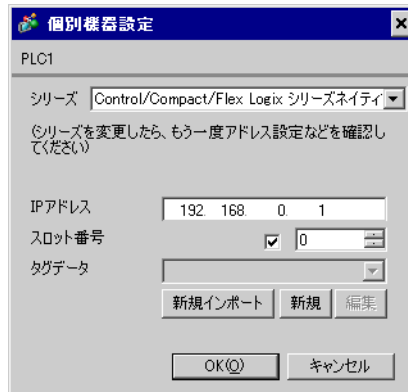 個別機器設定
PLC1
シリーズ Control/Compact/Flex Logix シリーズネイティ
(シリーズを変更したら、もう一度アドレス設定などを確認し
てください)
IPアドレス 192. 168. 0. 1
スロット番号 0
タグデータ
新規インポート 新規 編集
OK(O) キャンセル